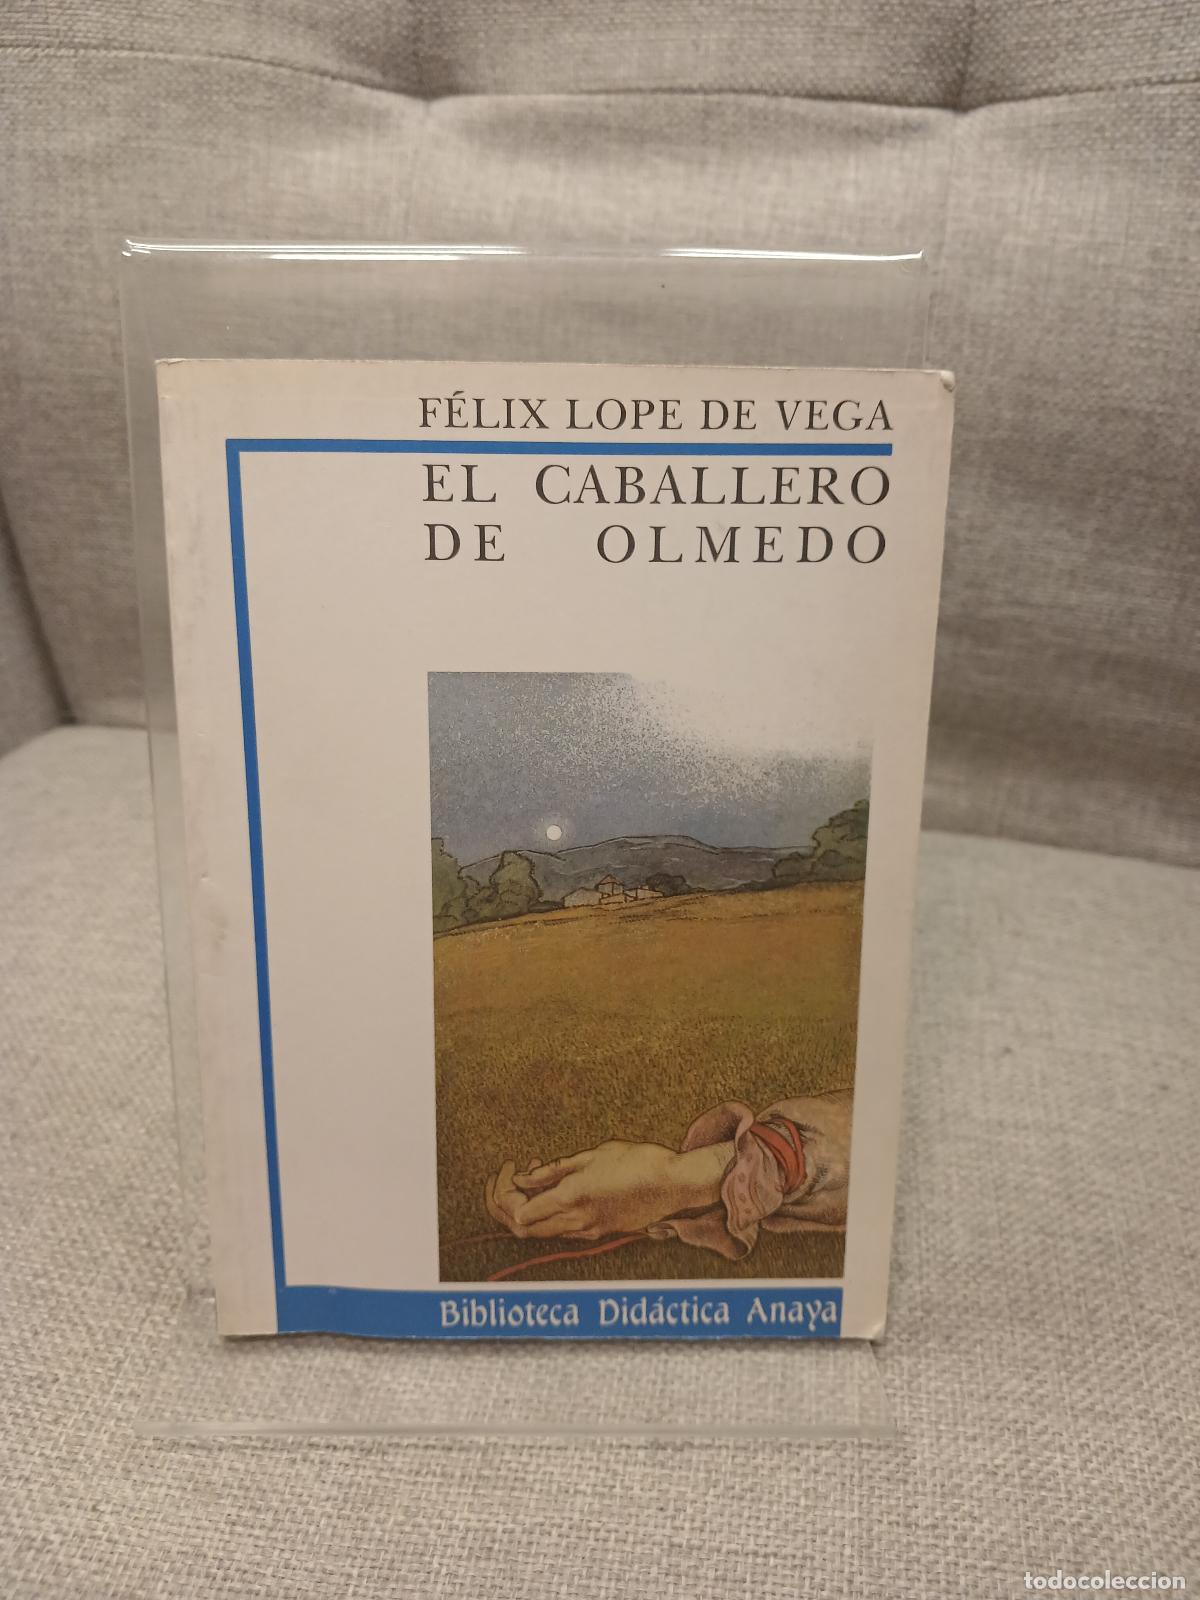 FÉLIX LOPE DE VEGA
EL CABALLERO
DE OLMEDO
Biblioteca Didáctica Anaya
todocoleccion